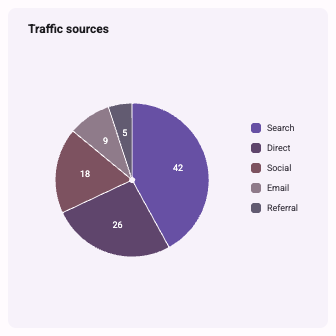 Traffic sources
5
9
42
18
26
Search
Direct
Social
Email
Referral